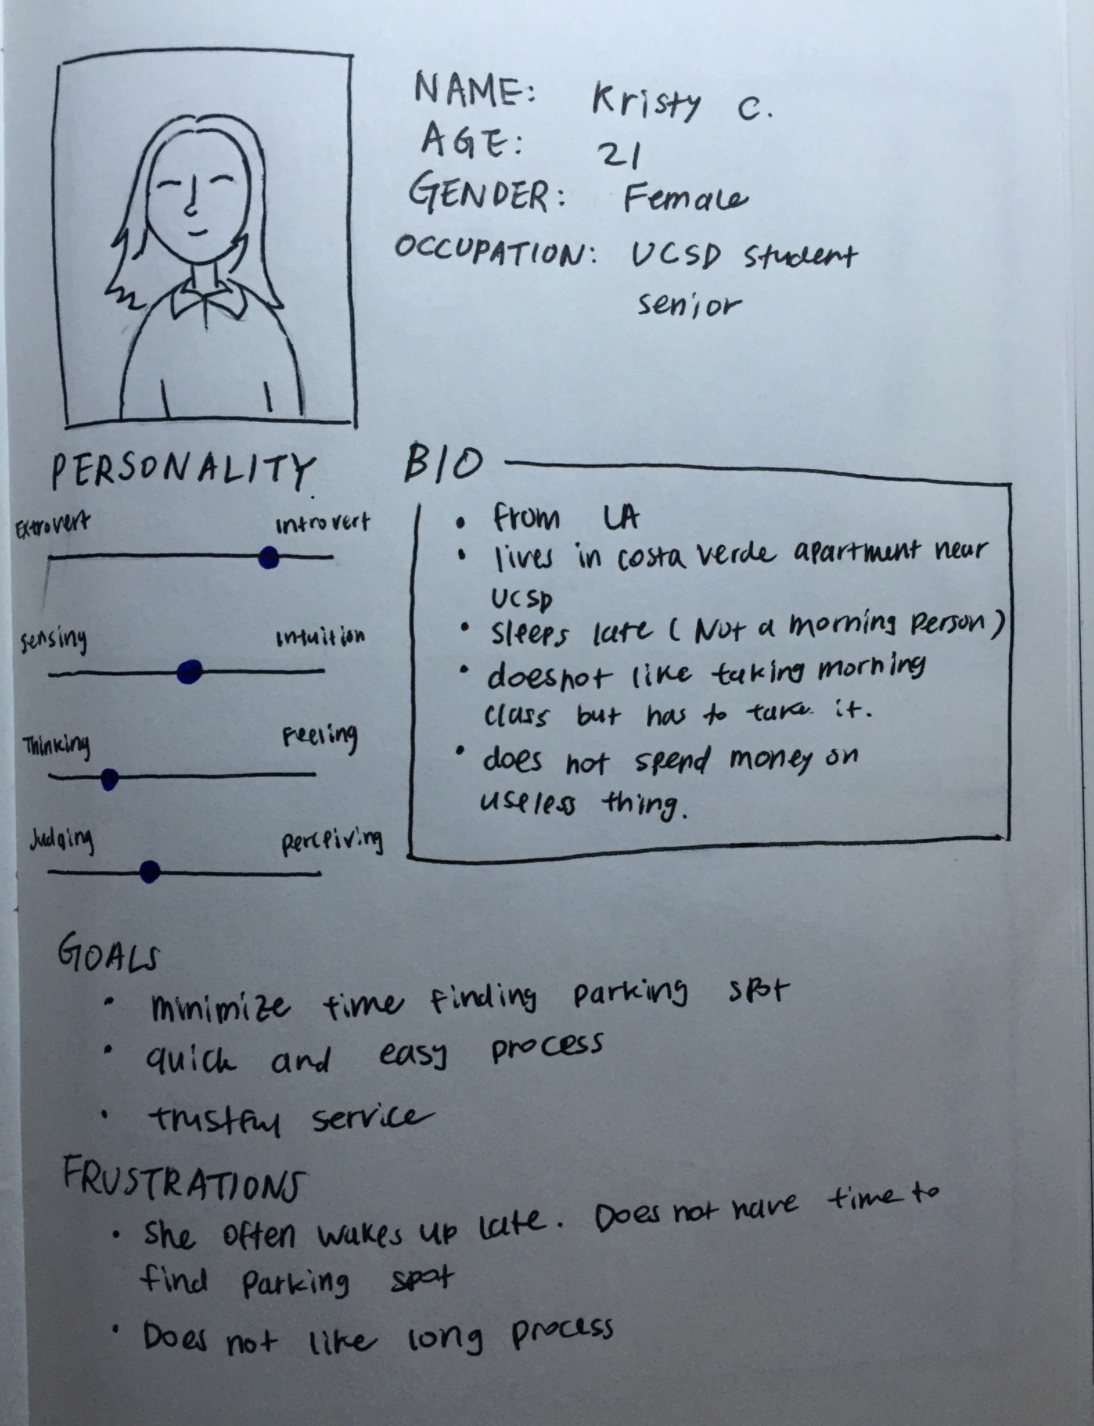 NAME: Kristy C.
AGE: 21
GENDER: Female
OCCUPATION: UCSD student
senior
PERSONALITY
Extrovert introvert
sensing Intuition
Thinking Feeling
Judging perceiving
BIO
• from LA
• lives in costa verde apartment near
UCSD
• sleeps late (Not a morning person)
• doesnot like taking morning
class but has to take it.
• does not spend money on
useless thing.
GOALS
• minimize time finding parking spot
• quick and easy process
• trustful service
FRUSTRATIONS
• She often wakes up late. Does not have time to
find parking spot
• Does not like long process